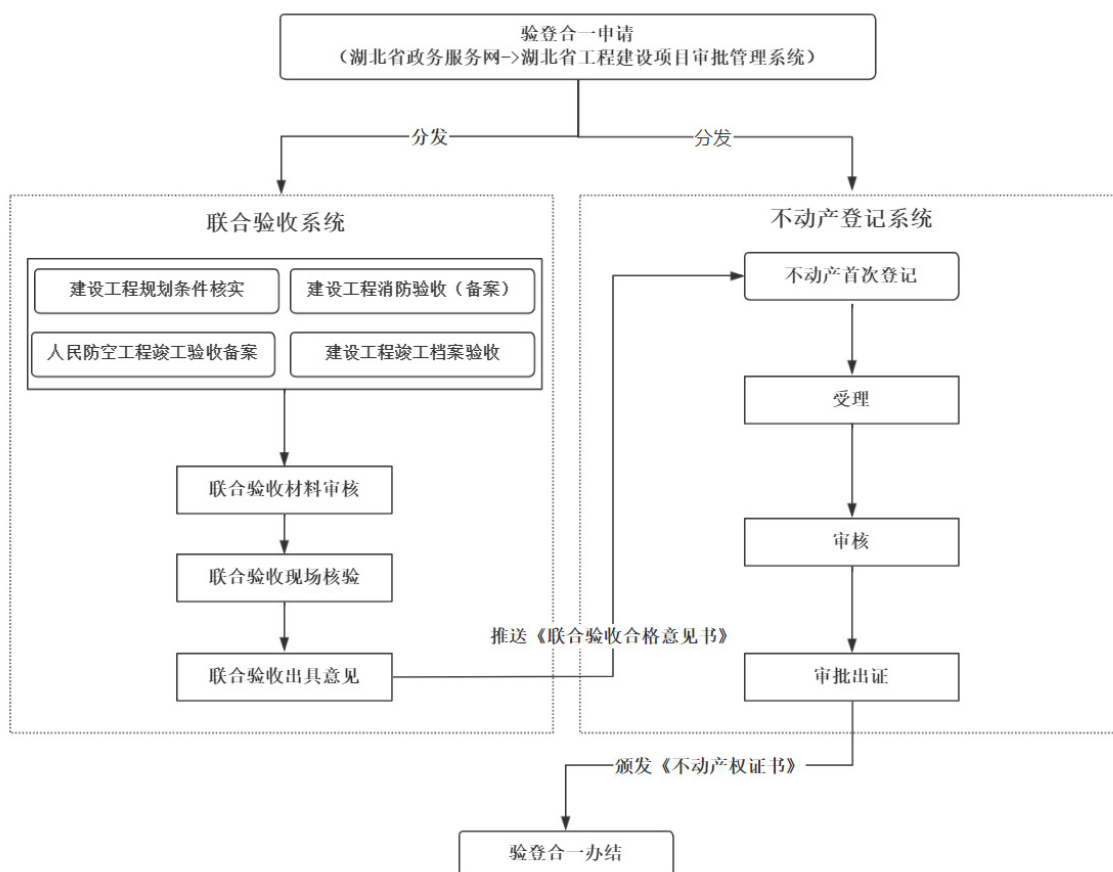 验登合一申请
（湖北省政务服务网->湖北省工程建设项目审批管理系统）
分发
分发
联合验收系统
建设工程规划条件核实
建设工程消防验收（备案）
人民防空工程竣工验收备案
建设工程竣工档案验收
联合验收材料审核
联合验收现场核验
联合验收出具意见
推送《联合验收合格意见书》
不动产登记系统
不动产首次登记
受理
审核
审批出证
颁发《不动产权证书》
验登合一办结